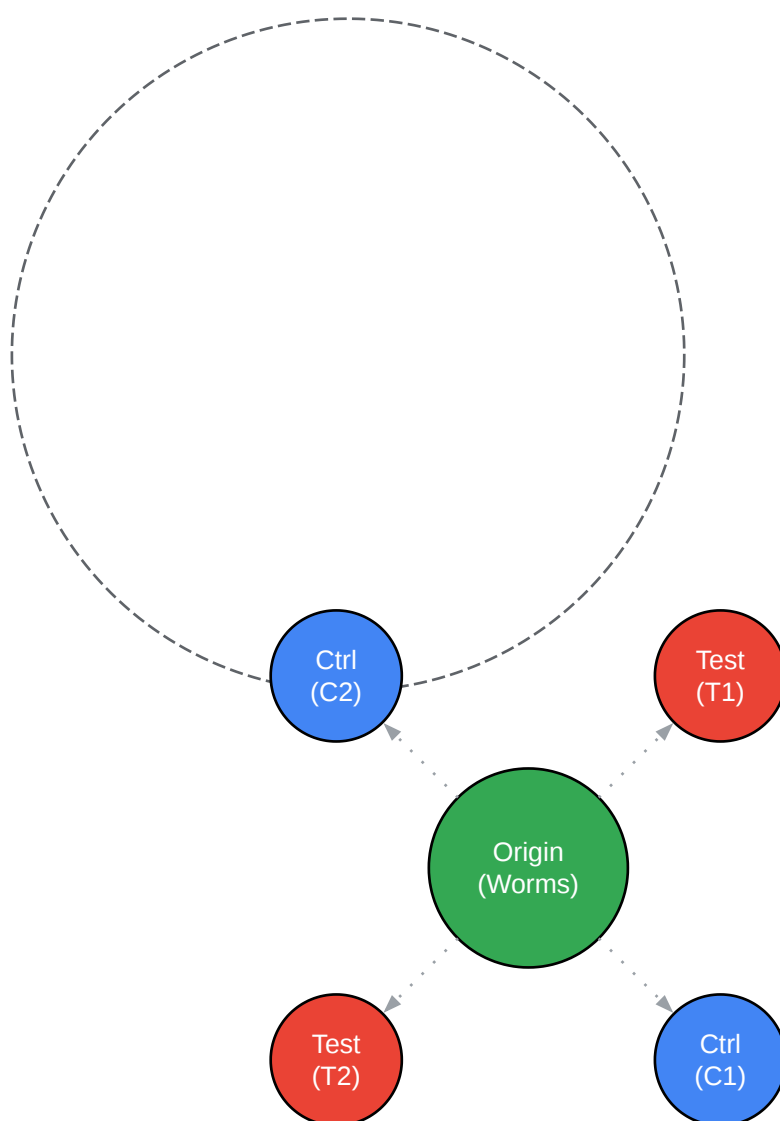 Ctrl
(C2)
Test
(T1)
Origin
(Worms)
Test
(T2)
Ctrl
(C1)